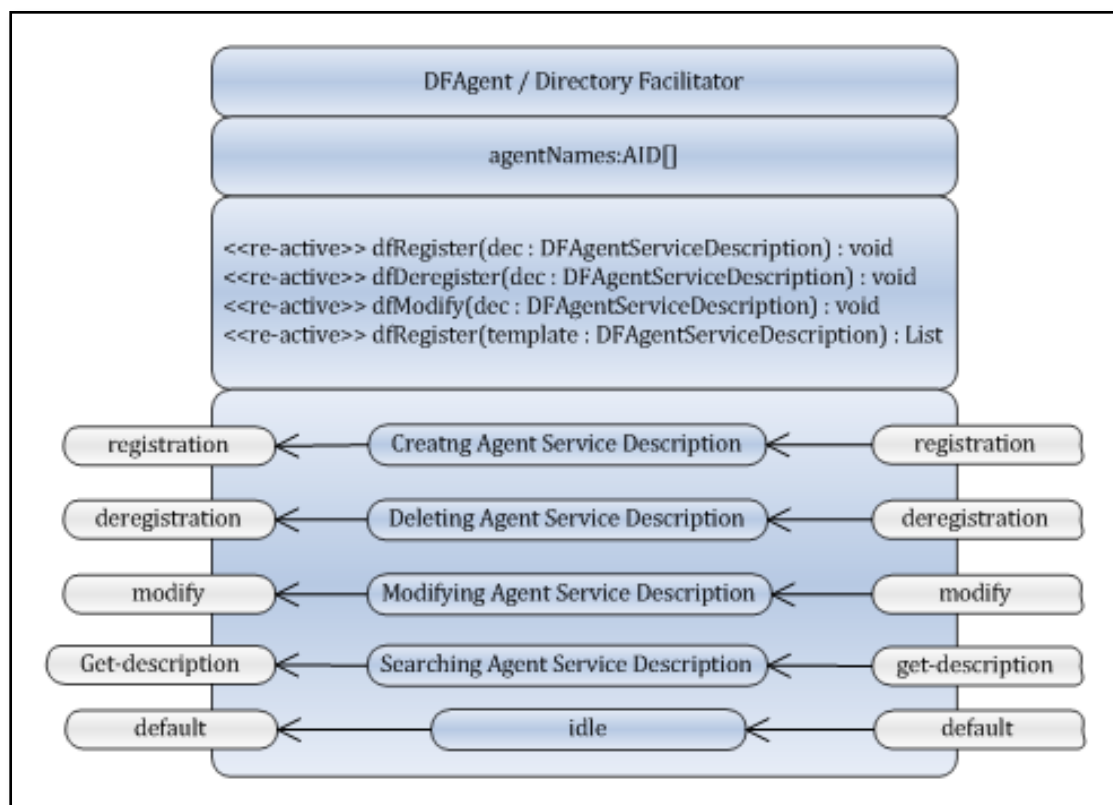 DFAgent / Directory Facilitator
agentNames:AID[]
<<re-active>> dfRegister(dec : DFAgentServiceDescription) : void
<<re-active>> dfDeregister(dec : DFAgentServiceDescription) : void
<<re-active>> dfModify(dec : DFAgentServiceDescription) : void
<<re-active>> dfRegister(template : DFAgentServiceDescription) : List
registration Creatng Agent Service Description registration
deregistration Deleting Agent Service Description deregistration
modify Modifying Agent Service Description modify
Get-description Searching Agent Service Description get-description
default idle default